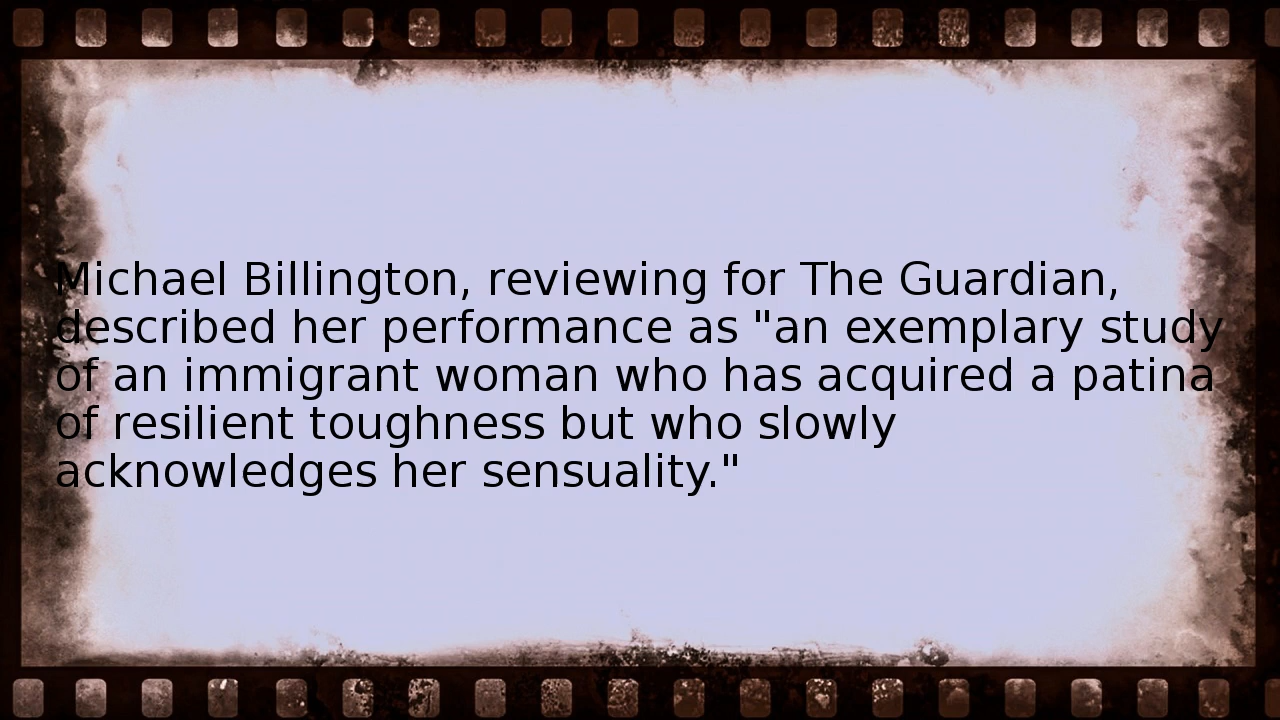 Michael Billington, reviewing for The Guardian,
described her performance as "an exemplary study
of an immigrant woman who has acquired a patina
of resilient toughness but who slowly
acknowledges her sensuality."